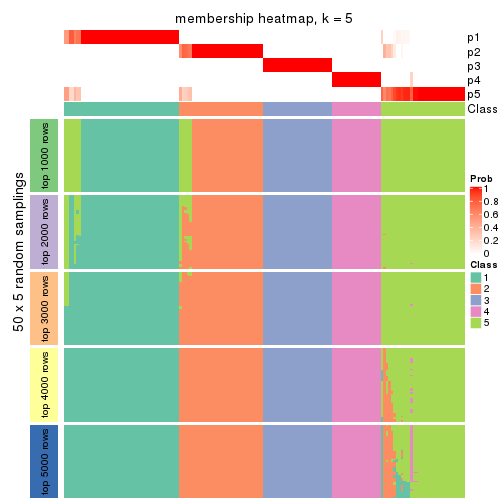 membership heatmap, k = 5
p1
p2
p3
p4
p5
Class
50 x 5 random samplings
top 1000 rows
top 2000 rows
top 3000 rows
top 4000 rows
top 5000 rows
Prob
1
0.8
0.6
0.4
0.2
0
Class
1
2
3
4
5